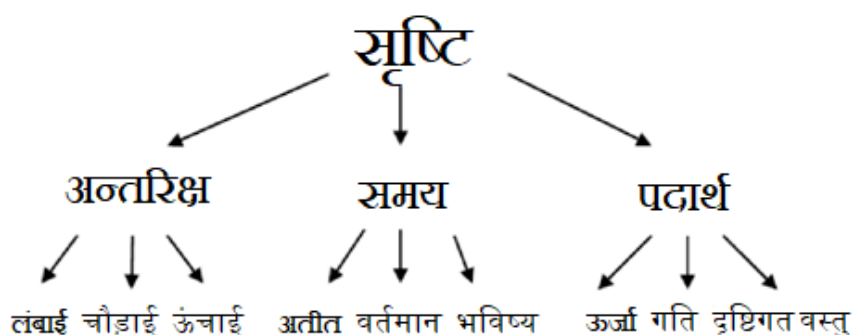 सृष्टि
अन्तरिक्ष समय पदार्थ
लंबाई चौड़ाई ऊंचाई अतीत वर्तमान भविष्य ऊर्जा गति दृष्टिगत वस्तु